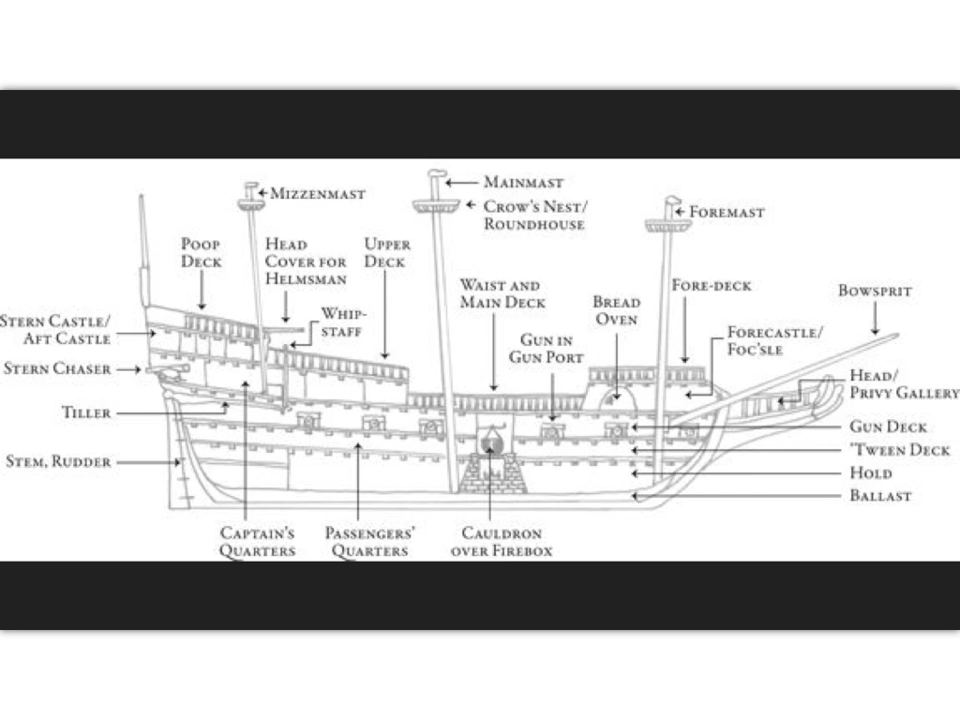 Mizzenmast
Mainmast
Crow's Nest/
Roundhouse
Foremast
Poop
Deck
Head
Cover for
Helmsman
Upper
Deck
Whip-
staff
Waist and
Main Deck
Bread
Oven
Gun in
Gun Port
Fore-deck
Bowsprit
Forecastle/
Foc'sle
Stern Castle/
Aft Castle
Stern Chaser
Tiller
Stem, Rudder
Head/
Privy Gallery
Gun Deck
'Tween Deck
Hold
Ballast
Captain's
Quarters
Passengers'
Quarters
Cauldron
over Firebox